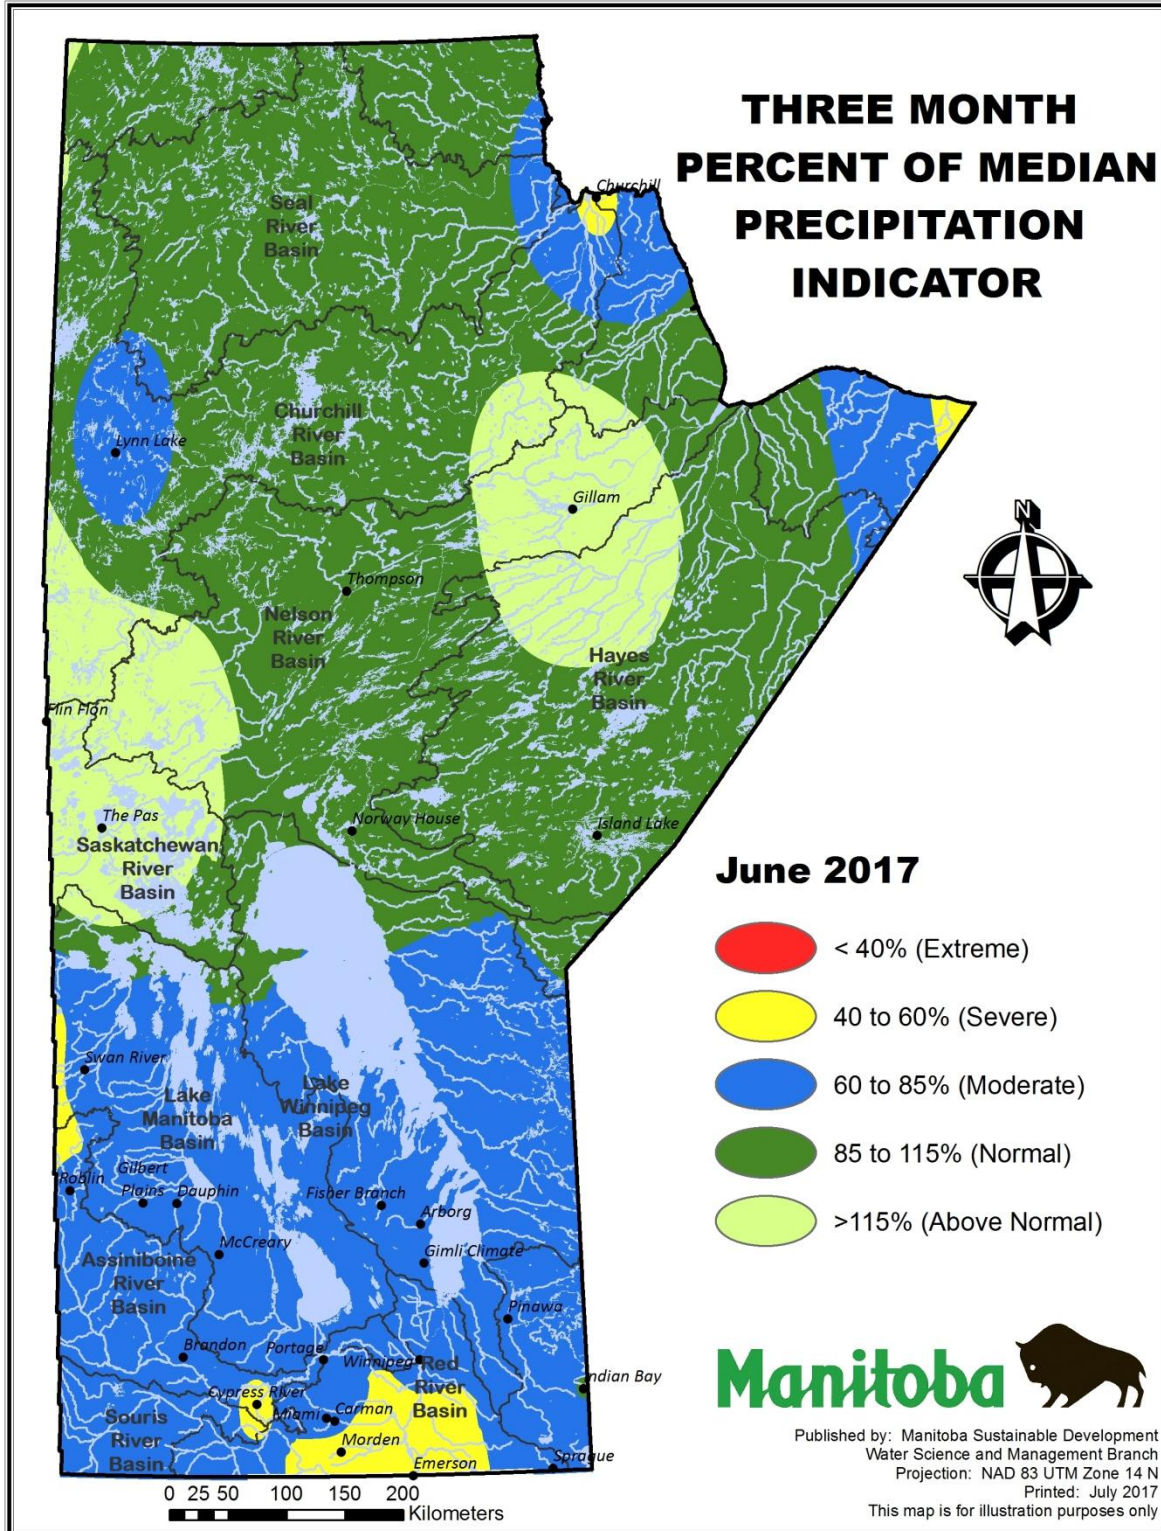 THREE MONTH
PERCENT OF MEDIAN
PRECIPITATION
INDICATOR
Churchill
Seal
River
Basin
Lynn Lake
Churchill
River
Basin
Gillam
N
Thompson
Nelson
River
Basin
Hayes
River
Basin
Flin Flon
The Pas
Norway House
Island Lake
Saskatchewan
River
Basin
June 2017
< 40% (Extreme)
40 to 60% (Severe)
60 to 85% (Moderate)
85 to 115% (Normal)
>115% (Above Normal)
Swan River
Lake
Manitoba
Basin
Lake
Winnipeg
Basin
Roblin
Gilbert
Plains
Dauphin
Fisher Branch
Arborg
McCreary
Gimli Climate
Assiniboine
River
Basin
Pinawa
Brandon
Portage
Winnipeg
Red
River
Basin
Indian Bay
Cypress River
Miami
Carman
Souris
River
Basin
Morden
Emerson
Sprague
0 25 50 100 150 200
Kilometers
Manitoba
Published by: Manitoba Sustainable Development
Water Science and Management Branch
Projection: NAD 83 UTM Zone 14 N
Printed: July 2017
This map is for illustration purposes only